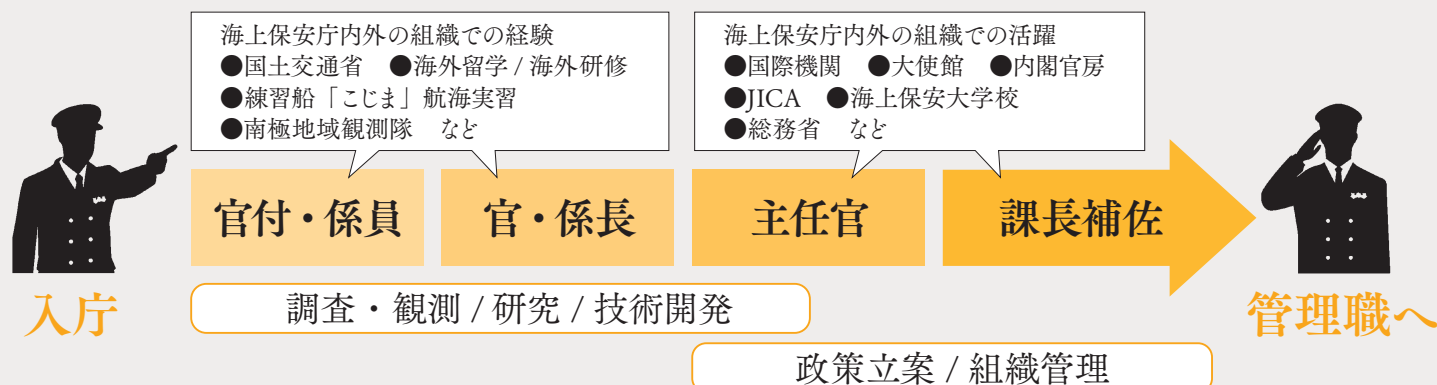 海上保安庁内外の組織での経験
●国土交通省　●海外留学 / 海外研修
●練習船「こじま」航海実習
●南極地域観測隊　など
海上保安庁内外の組織での活躍
●国際機関　●大使館　●内閣官房
●JICA　●海上保安大学校
●総務省　など
入庁
官付・係員
官・係長
主任官
課長補佐
管理職へ
調査・観測 / 研究 / 技術開発
政策立案 / 組織管理